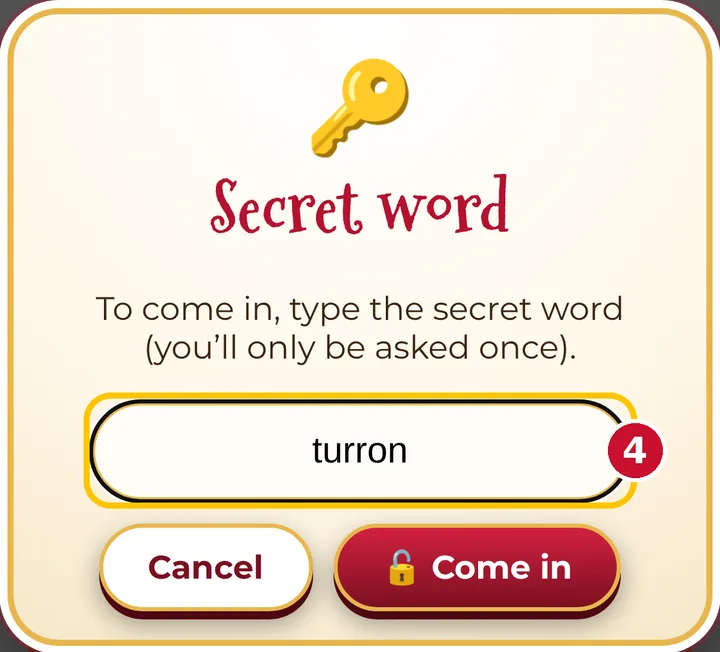 Secret word
To come in, type the secret word
(you’ll only be asked once).
turron
4
Cancel
Come in